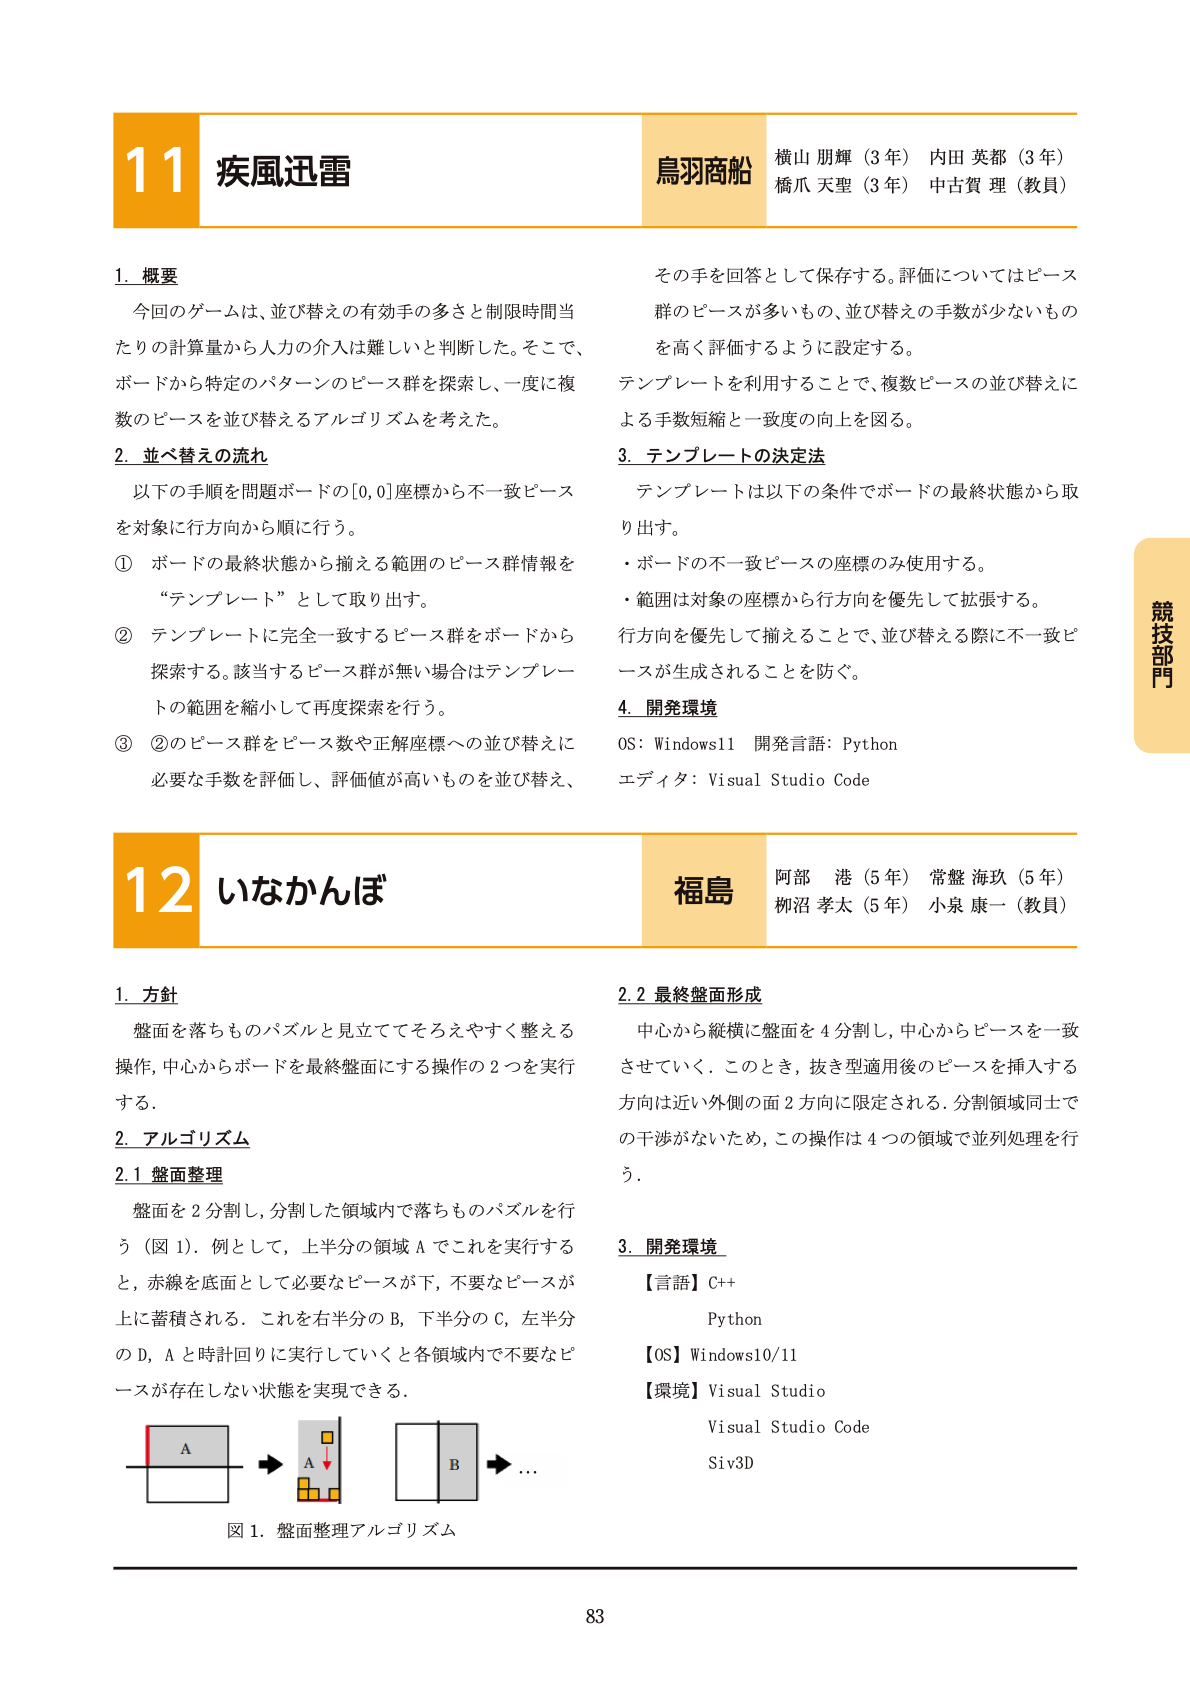 11 疾風迅雷 鳥羽商船 横山 朋輝（3年） 内田 英都（3年）
橋爪 天聖（3年） 中古賀 理（教員）
1. 概要
今回のゲームは、並び替えの有効手の多さと制限時間当
たりの計算量から人力の介入は難しいと判断した。そこで、
ボードから特定のパターンのピース群を探索し、一度に複
数のピースを並び替えるアルゴリズムを考えた。
2. 並べ替えの流れ
以下の手順を問題ボードの[0,0]座標から不一致ピース
を対象に行方向から順に行う。
① ボードの最終状態から揃える範囲のピース群情報を
“テンプレート”として取り出す。
② テンプレートに完全一致するピース群をボードから
探索する。該当するピース群が無い場合はテンプレー
トの範囲を縮小して再度探索を行う。
③ ②のピース群をピース数や正解座標への並び替えに
必要な手数を評価し、評価値が高いものを並び替え、
その手を回答として保存する。評価についてはピース
群のピースが多いもの、並び替えの手数が少ないもの
を高く評価するように設定する。
テンプレートを利用することで、複数ピースの並び替えに
よる手数短縮と一致度の向上を図る。
3. テンプレートの決定法
テンプレートは以下の条件でボードの最終状態から取
り出す。
・ボードの不一致ピースの座標のみ使用する。
・範囲は対象の座標から行方向を優先して拡張する。
行方向を優先して揃えることで、並び替える際に不一致ピ
ースが生成されることを防ぐ。
4. 開発環境
OS: Windows11 開発言語: Python
エディタ: Visual Studio Code
競技部門
12 いなかんぼ 福島 阿部 港（5年） 常盤 海玖（5年）
栁沼 孝太（5年） 小泉 康一（教員）
1. 方針
盤面を落ちものパズルと見立ててそろえやすく整える
操作，中心からボードを最終盤面にする操作の2つを実行
する．
2. アルゴリズム
2.1 盤面整理
盤面を2分割し，分割した領域内で落ちものパズルを行
う（図1）．例として，上半分の領域Aでこれを実行する
と，赤線を底面として必要なピースが下，不要なピースが
上に蓄積される．これを右半分のB，下半分のC，左半分
のD，Aと時計回りに実行していくと各領域内で不要なピ
ースが存在しない状態を実現できる．
A A B …
図1. 盤面整理アルゴリズム
2.2 最終盤面形成
中心から縦横に盤面を4分割し，中心からピースを一致
させていく．このとき，抜き型適用後のピースを挿入する
方向は近い外側の面2方向に限定される．分割領域同士で
の干渉がないため，この操作は4つの領域で並列処理を行
う．
3. 開発環境
【言語】C++
Python
【OS】Windows10/11
【環境】Visual Studio
Visual Studio Code
Siv3D
83